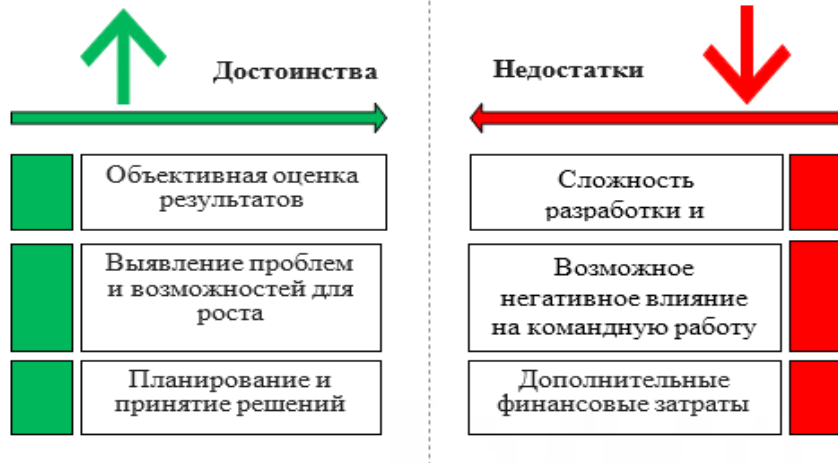 Достоинства
Объективная оценка
результатов
Выявление проблем
и возможностей для
роста
Планирование и
принятие решений
Недостатки
Сложность
разработки и
Возможное
негативное влияние
на командную работу
Дополнительные
финансовые затраты